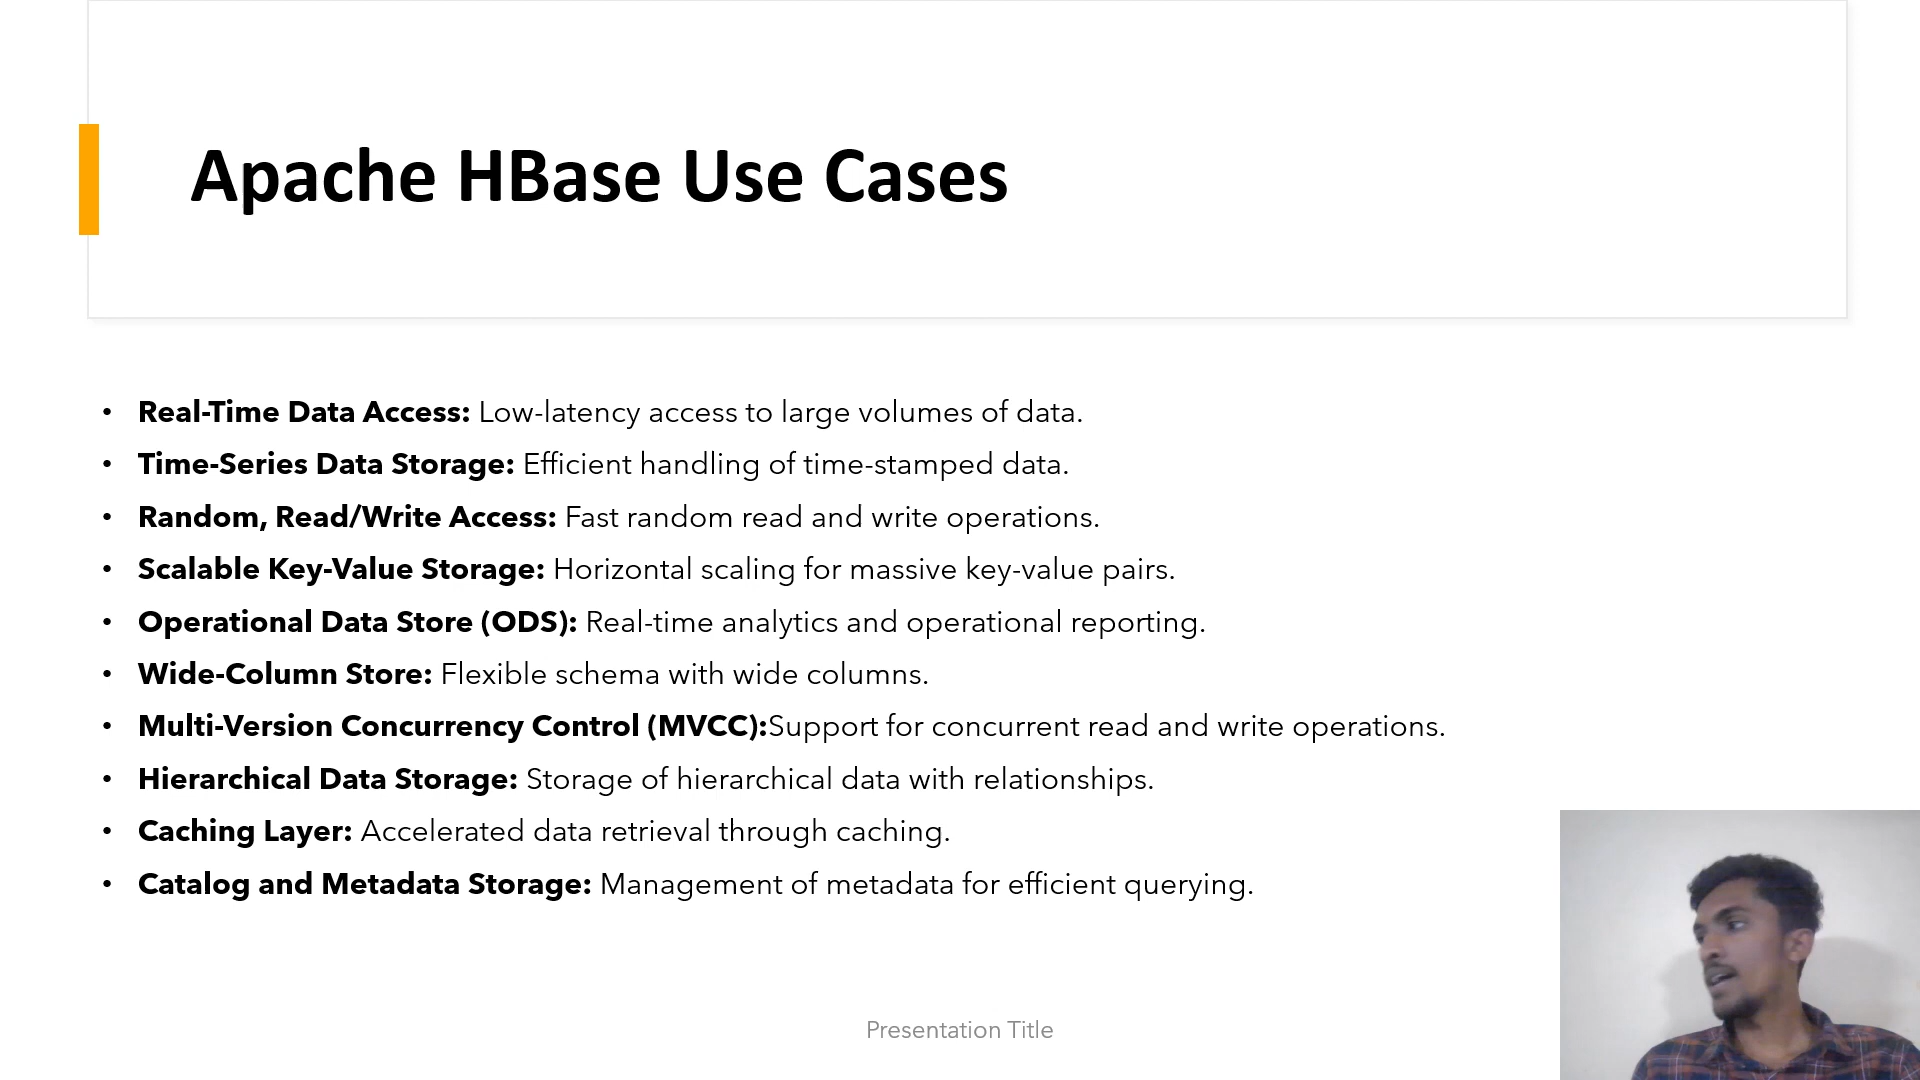 Apache HBase Use Cases
• Real-Time Data Access: Low-latency access to large volumes of data.
• Time-Series Data Storage: Efficient handling of time-stamped data.
• Random, Read/Write Access: Fast random read and write operations.
• Scalable Key-Value Storage: Horizontal scaling for massive key-value pairs.
• Operational Data Store (ODS): Real-time analytics and operational reporting.
• Wide-Column Store: Flexible schema with wide columns.
• Multi-Version Concurrency Control (MVCC):Support for concurrent read and write operations.
• Hierarchical Data Storage: Storage of hierarchical data with relationships.
• Caching Layer: Accelerated data retrieval through caching.
• Catalog and Metadata Storage: Management of metadata for efficient querying.
Presentation Title